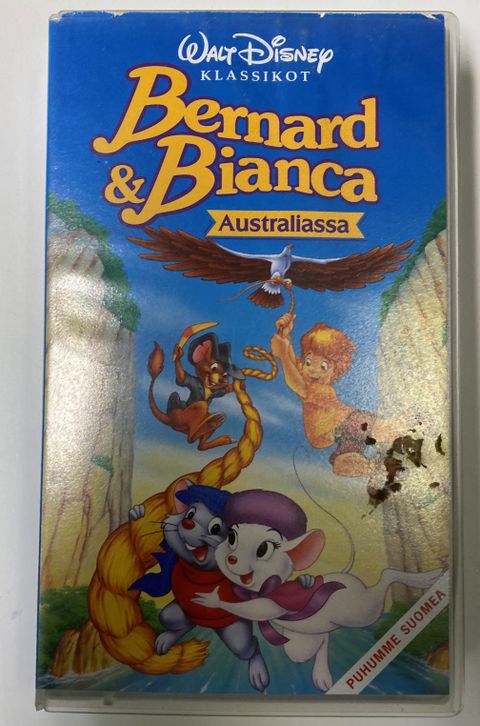 WALT DISNEY
KLASSIKOT
Bernard
& Bianca
Australiassa
PUHUMME SUOMEA